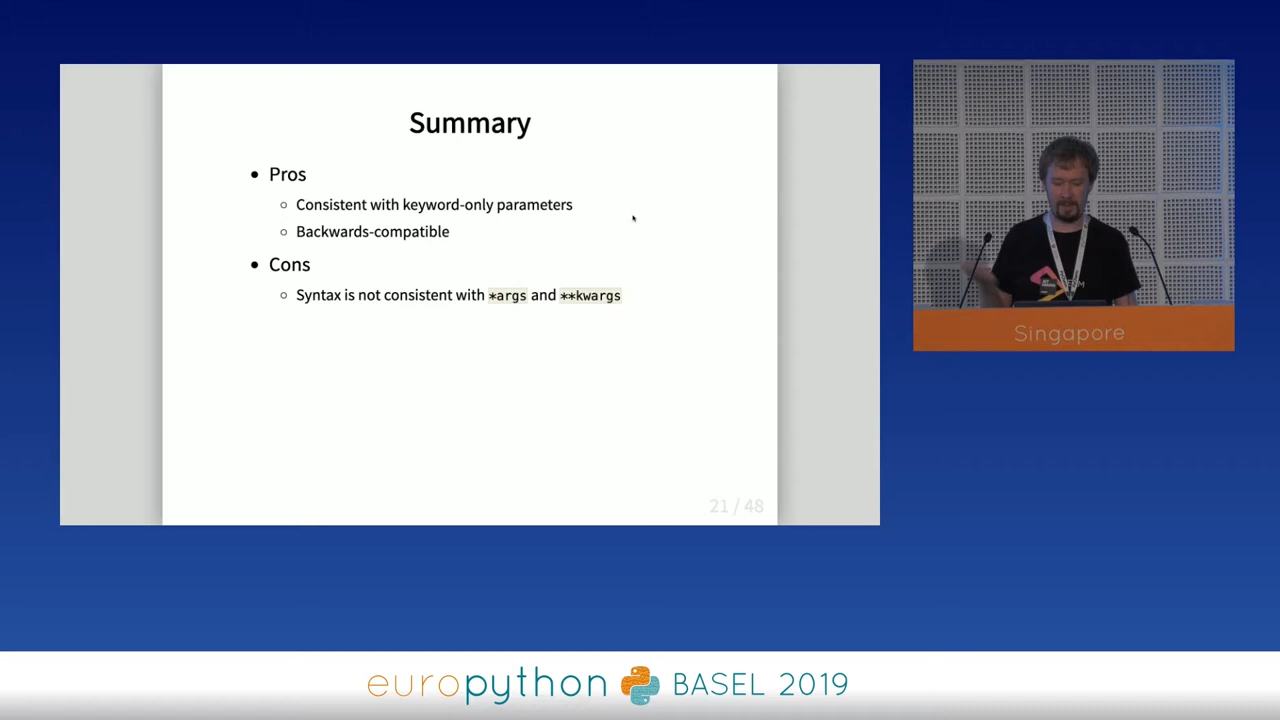 Summary
Pros
Consistent with keyword-only parameters
Backwards-compatible
Cons
Syntax is not consistent with *args and **kwargs
21 / 48
Singapore
europython BASEL 2019